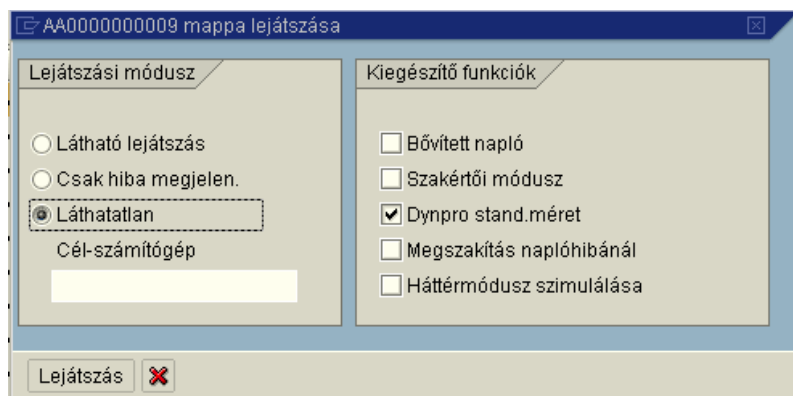 AA0000000009 mappa lejátszása
Lejátszási módusz
Látható lejátszás
Csak hiba megjelen.
Láthatatlan
Cél-számítógép
Kiegészítő funkciók
Bővített napló
Szakértői módusz
Dynpro stand.méret
Megszakítás naplóhibánál
Háttérmódusz szimulálása
Lejátszás